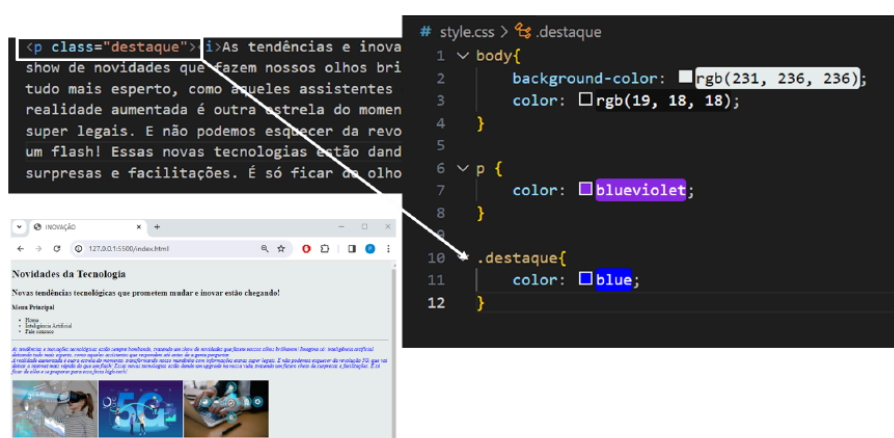 <p class="destaque"><i>As tendências e inova
show de novidades que fazem nossos olhos bri
tudo mais esperto, como aqueles assistentes
realidade aumentada é outra estrela do momen
super legais. E não podemos esquecer da revo
um flash! Essas novas tecnologias estão dand
surpresas e facilitações. É só ficar de olho
# style.css > .destaque
1 body{
2 background-color: rgb(231, 236, 236);
3 color: rgb(19, 18, 18);
4 }
5
6 p {
7 color: blueviolet;
8 }
9
10 .destaque{
11 color: blue;
12 }
INOVAÇÃO
127.0.0.1:5500/index.html
Novidades da Tecnologia
Novas tendências tecnológicas que prometem mudar e inovar estão chegando!
Menu Principal
Home
Inteligência Artificial
Fale conosco
5G